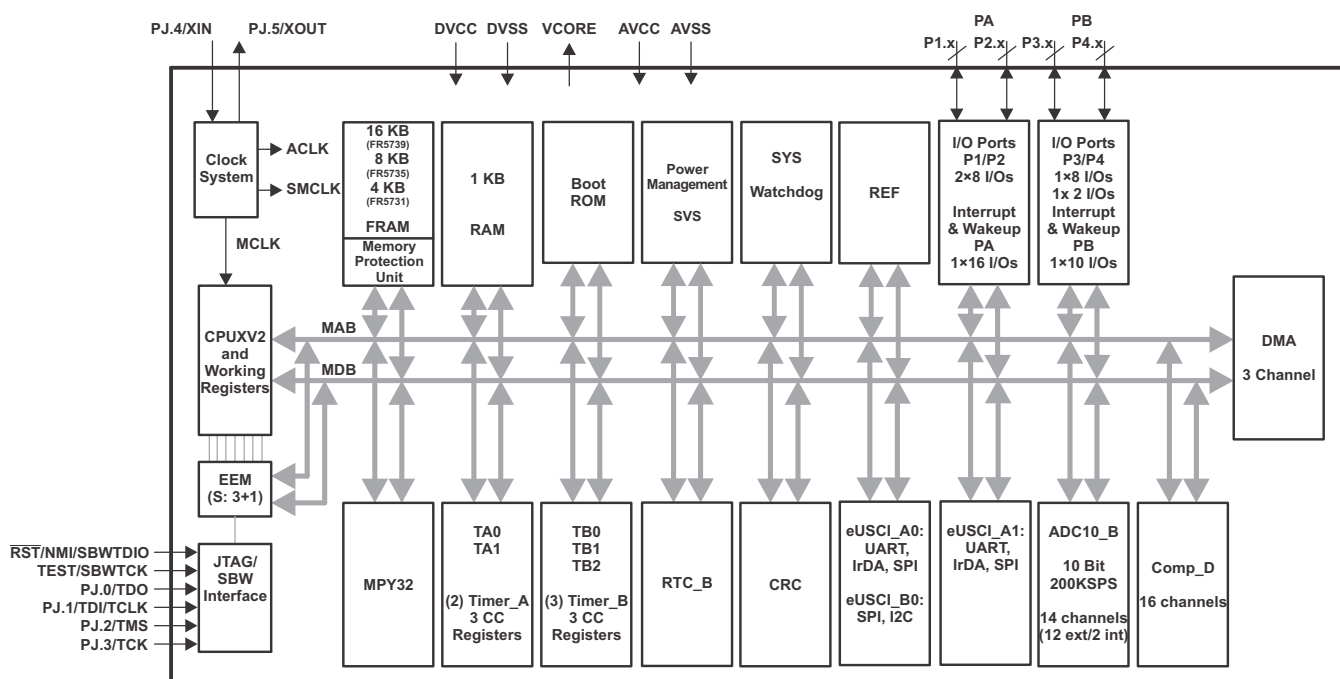 PJ.4/XIN PJ.5/XOUT DVCC DVSS VCORE AVCC AVSS
PA PB
P1.x P2.x P3.x P4.x
Clock
System
ACLK
SMCLK
MCLK
16 KB
(FR5739)
8 KB
(FR5735)
4 KB
(FR5731)
FRAM
Memory
Protection
Unit
1 KB
RAM
Boot
ROM
Power
Management
SVS
SYS
Watchdog
REF
I/O Ports
P1/P2
2×8 I/Os
Interrupt
& Wakeup
PA
1×16 I/Os
I/O Ports
P3/P4
1×8 I/Os
1x 2 I/Os
Interrupt
& Wakeup
PB
1×10 I/Os
CPUXV2
and
Working
Registers
MAB
MDB
DMA
3 Channel
EEM
(S: 3+1)
RST/NMI/SBWTDIO
TEST/SBWTCK
PJ.0/TDO
PJ.1/TDI/TCLK
PJ.2/TMS
PJ.3/TCK
JTAG/
SBW
Interface
MPY32
TA0
TA1
(2) Timer_A
3 CC
Registers
TB0
TB1
TB2
(3) Timer_B
3 CC
Registers
RTC_B
CRC
eUSCI_A0:
UART,
IrDA, SPI
eUSCI_B0:
SPI, I2C
eUSCI_A1:
UART,
IrDA, SPI
ADC10_B
10 Bit
200KSPS
14 channels
(12 ext/2 int)
Comp_D
16 channels